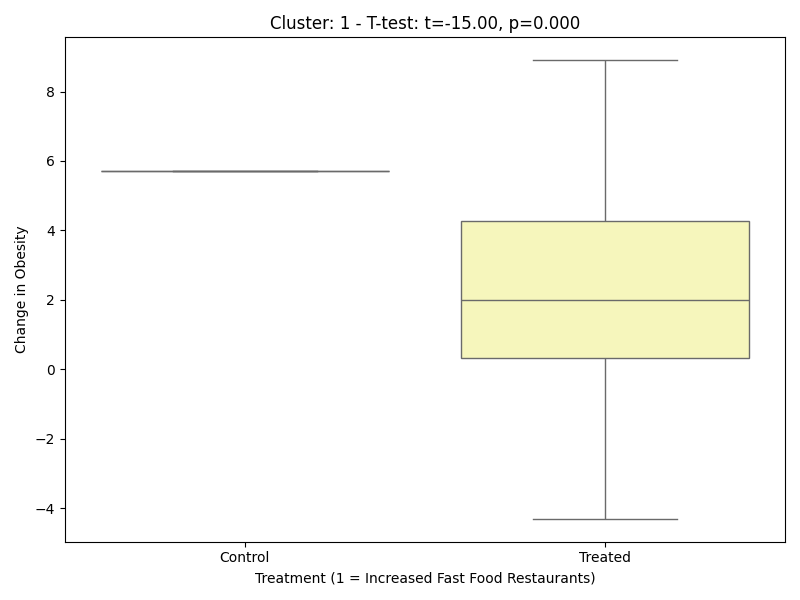 Cluster: 1 - T-test: t=-15.00, p=0.000
Change in Obesity
8
6
4
2
0
−2
−4
Control
Treated
Treatment (1 = Increased Fast Food Restaurants)